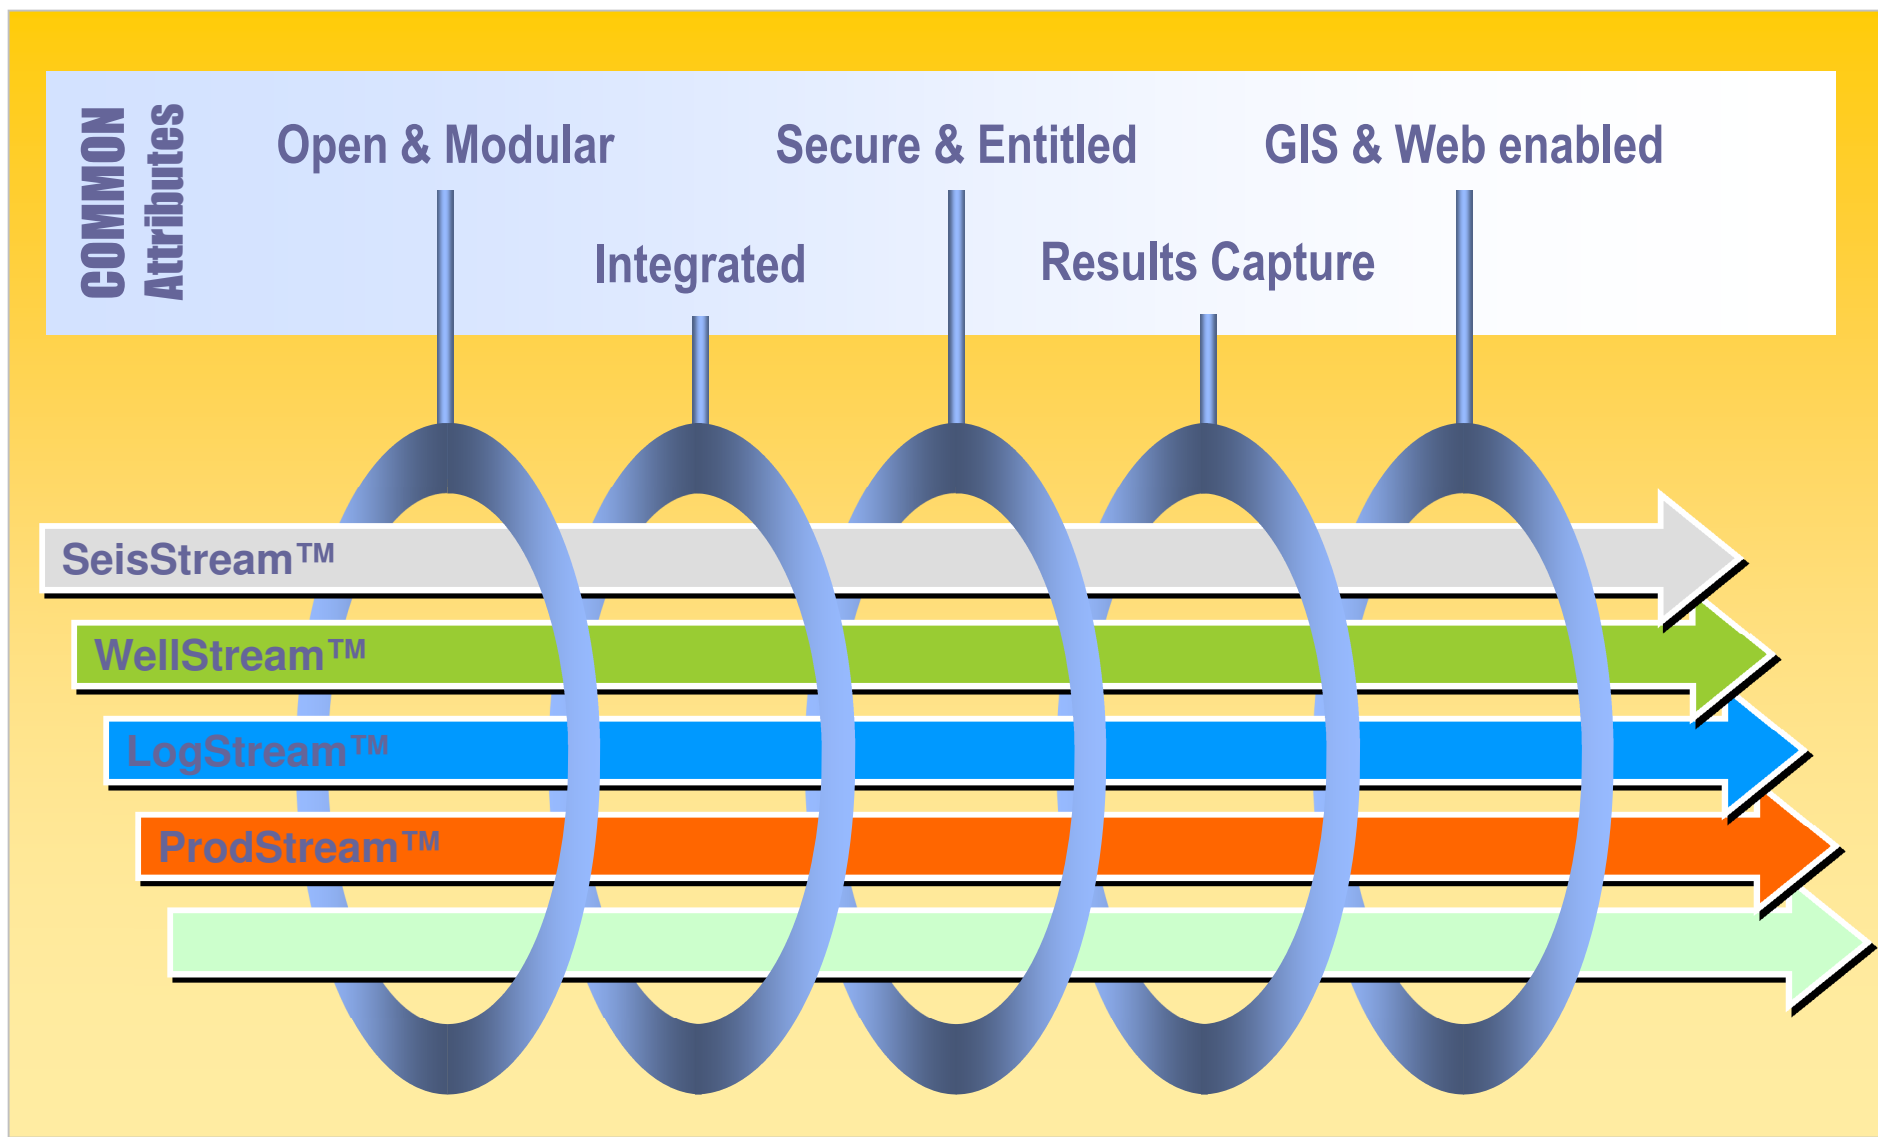 COMMON
Attributes
Open & Modular
Secure & Entitled
GIS & Web enabled
Integrated
Results Capture
SeisStream™
WellStream™
LogStream™
ProdStream™